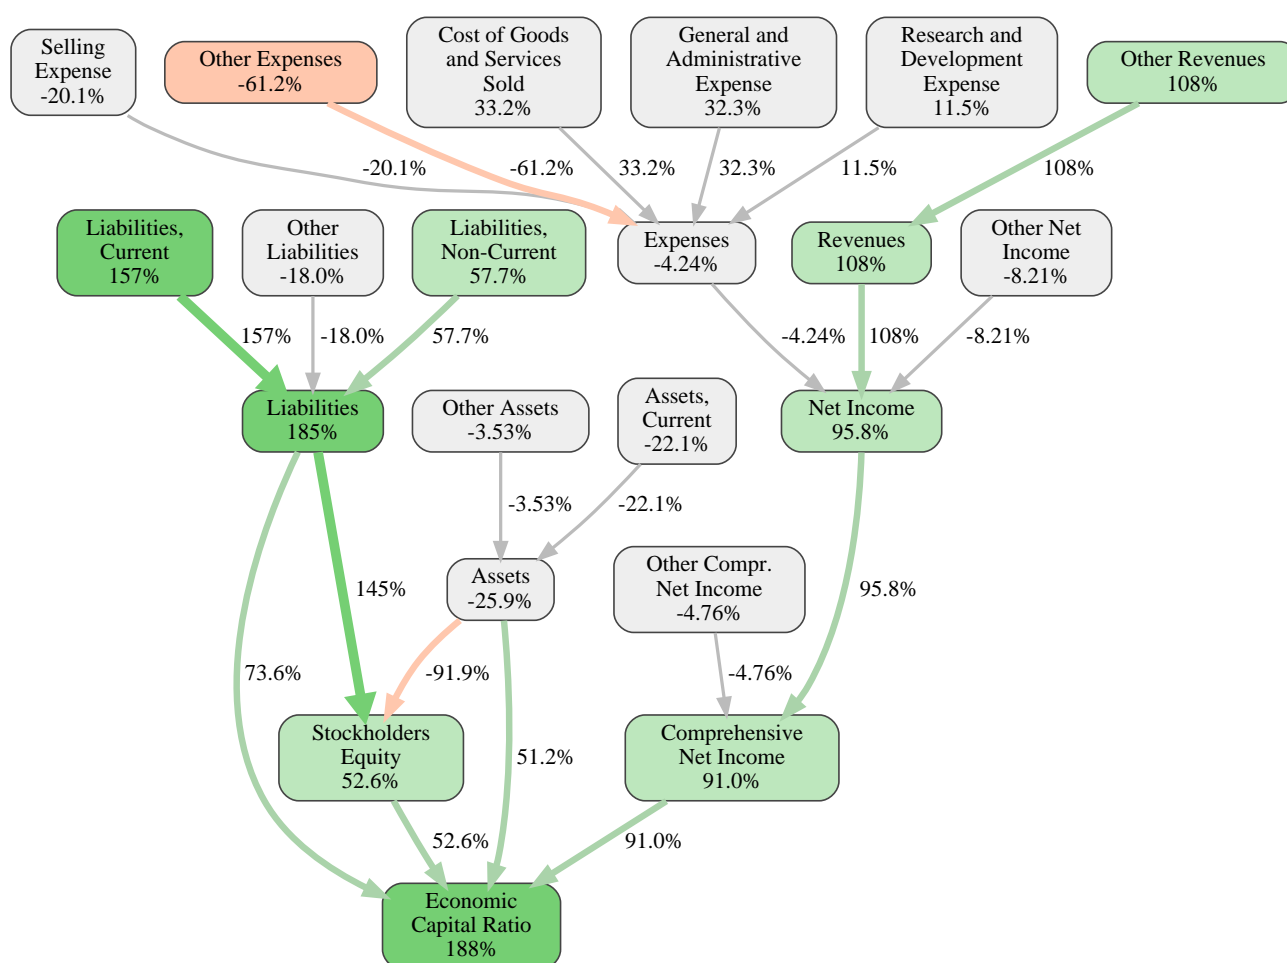 Selling
Expense
-20.1%
Other Expenses
-61.2%
Cost of Goods
and Services
Sold
33.2%
General and
Administrative
Expense
32.3%
Research and
Development
Expense
11.5%
Other Revenues
108%
-20.1%
-61.2%
33.2%
32.3%
11.5%
108%
Liabilities,
Current
157%
Other
Liabilities
-18.0%
Liabilities,
Non-Current
57.7%
Expenses
-4.24%
Revenues
108%
Other Net
Income
-8.21%
157%
-18.0%
57.7%
-4.24%
108%
-8.21%
Liabilities
185%
Other Assets
-3.53%
Assets,
Current
-22.1%
Net Income
95.8%
-3.53%
-22.1%
Assets
-25.9%
Other Compr.
Net Income
-4.76%
145%
95.8%
73.6%
-91.9%
-4.76%
Stockholders
Equity
52.6%
51.2%
Comprehensive
Net Income
91.0%
52.6%
91.0%
Economic
Capital Ratio
188%